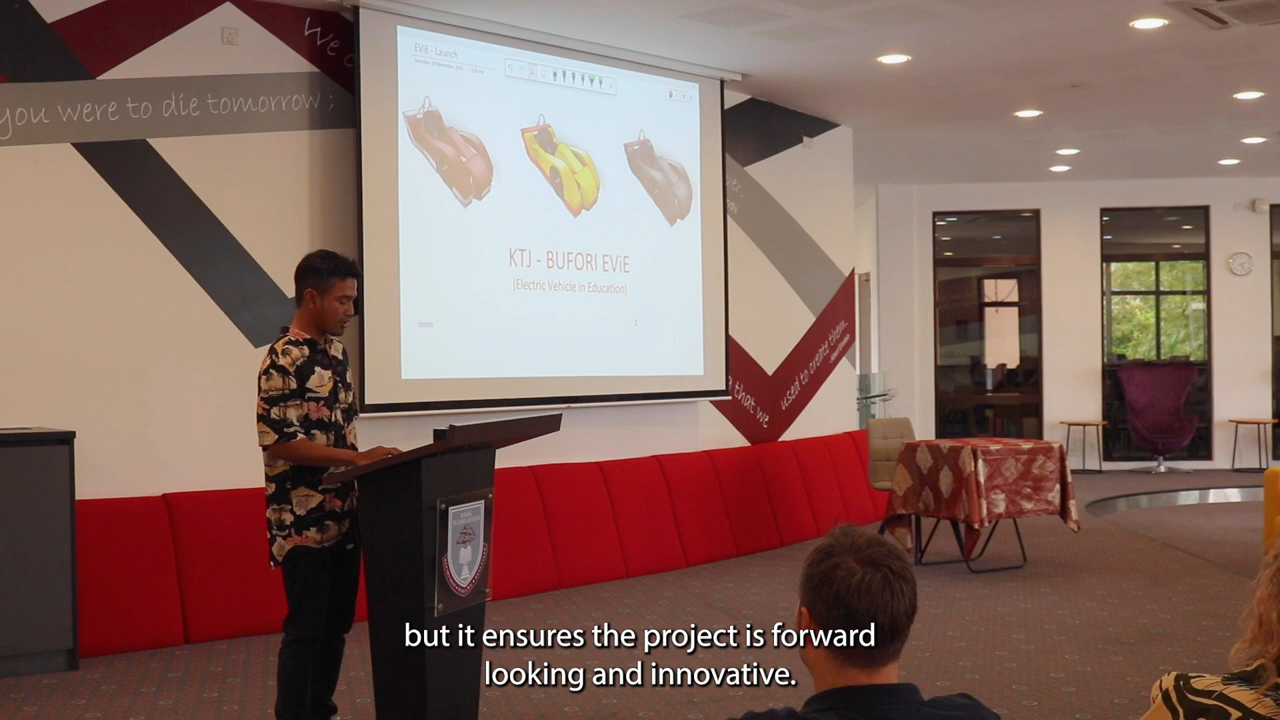 We c
you were to die tomorrow ;
EViE - Launch
KTJ - BUFORI EViE
(Electric Vehicle in Education)
that we
used to create them.
but it ensures the project is forward
looking and innovative.